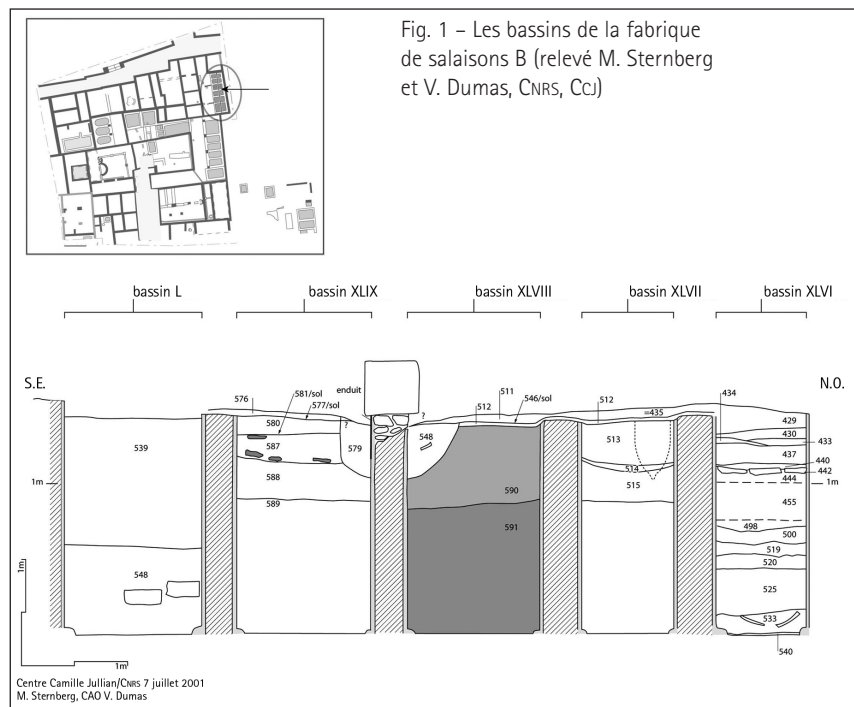 Fig. 1 – Les bassins de la fabrique
de salaisons B (relevé M. Sternberg
et V. Dumas, CNRS, CCJ)
bassin L
bassin XLIX
bassin XLVIII
bassin XLVII
bassin XLVI
S.E.
N.O.
576
581/sol
577/sol
enduit
?
?
512
511
546/sol
512
=435
434
429
430
433
437
440
442
444
1m
455
498
500
519
520
525
533
540
539
1m
548
580
587
588
589
579
548
590
591
513
514
515
1m
1m
Centre Camille Jullian/CNRS 7 juillet 2001
M. Sternberg, CAO V. Dumas